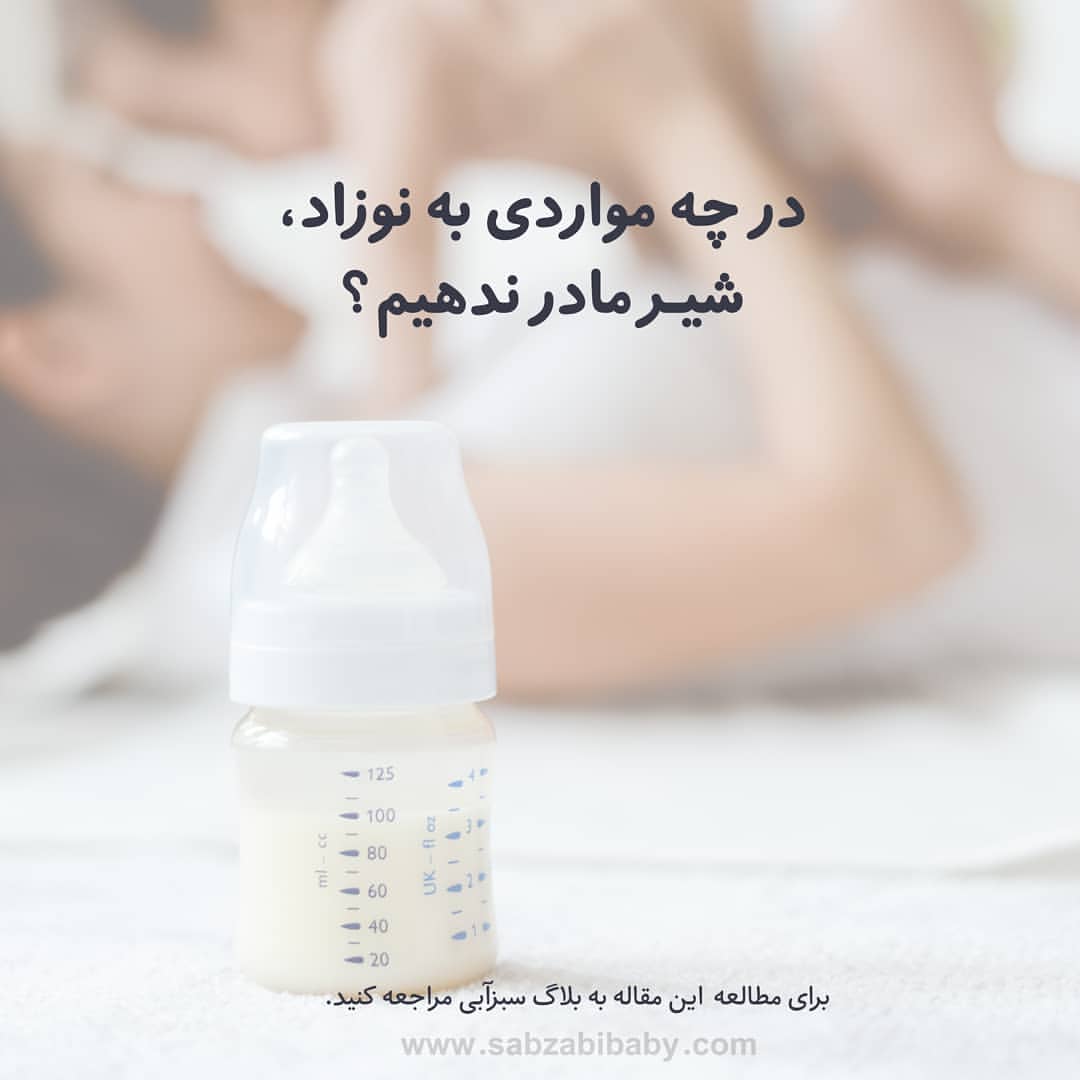 در چه مواردی به نوزاد،
شیـر مادر ندهیم؟
125
100
80
60
40
20
ml - cc
UK - fl oz
4
3
2
1
برای مطالعه این مقاله به بلاگ سبزآبی مراجعه کنید.
www.sabzabibaby.com